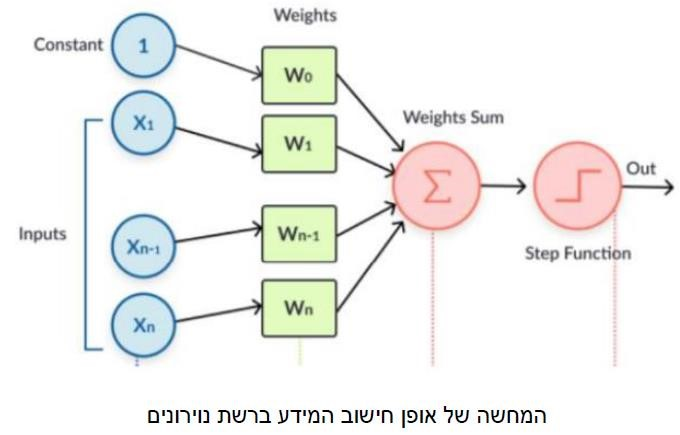 Weights
Constant
1
W0
X1
W1
Weights Sum
Σ
Out
Inputs
Xn-1
Wn-1
Step Function
Xn
Wn
המחשה של אופן חישוב המידע ברשת נוירונים